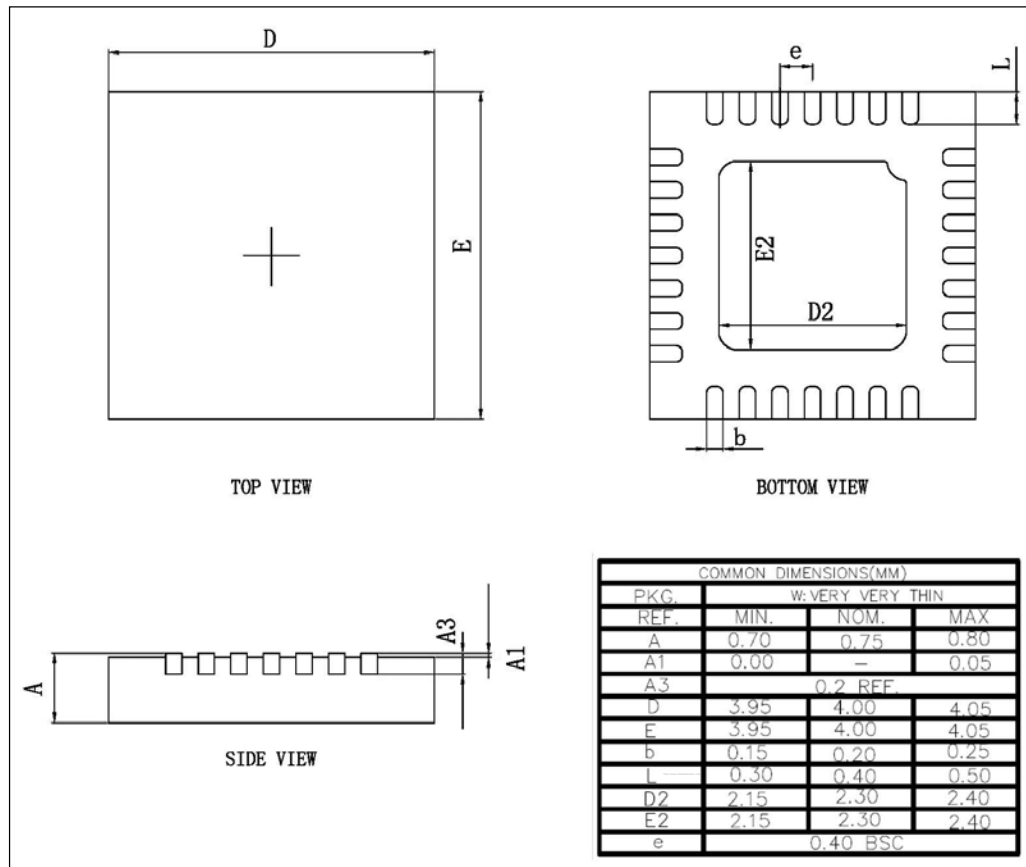 D
E
TOP VIEW
e
L
E2
D2
b
BOTTOM VIEW
A
A3
A1
SIDE VIEW
COMMON DIMENSIONS(MM)
PKG. W: VERY VERY THIN
REF. MIN. NOM. MAX
A 0.70 0.75 0.80
A1 0.00 – 0.05
A3 0.2 REF.
D 3.95 4.00 4.05
E 3.95 4.00 4.05
b 0.15 0.20 0.25
L 0.30 0.40 0.50
D2 2.15 2.30 2.40
E2 2.15 2.30 2.40
e 0.40 BSC